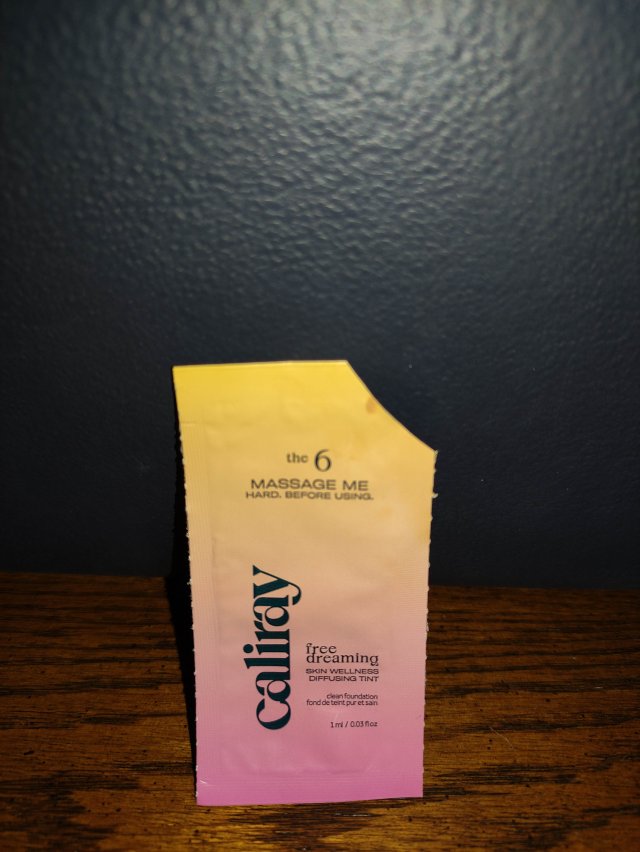 the 6
MASSAGE ME
HARD. BEFORE USING.
caliray
free
dreaming
SKIN WELLNESS
DIFFUSING TINT
clean foundation
fond de teint pur et sain
1 ml / 0.03 fl oz